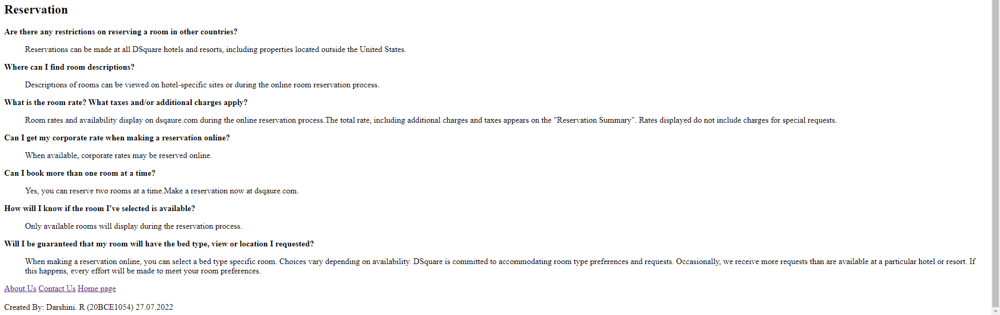 Reservation
Are there any restrictions on reserving a room in other countries?
Reservations can be made at all DSquare hotels and resorts, including properties located outside the United States.
Where can I find room descriptions?
Descriptions of rooms can be viewed on hotel-specific sites or during the online room reservation process.
What is the room rate? What taxes and/or additional charges apply?
Room rates and availability display on dsqaure.com during the online reservation process.The total rate, including additional charges and taxes appears on the "Reservation Summary". Rates displayed do not include charges for special requests.
Can I get my corporate rate when making a reservation online?
When available, corporate rates may be reserved online.
Can I book more than one room at a time?
Yes, you can reserve two rooms at a time.Make a reservation now at dsqaure.com.
How will I know if the room I've selected is available?
Only available rooms will display during the reservation process.
Will I be guaranteed that my room will have the bed type, view or location I requested?
When making a reservation online, you can select a bed type specific room. Choices vary depending on availability. DSquare is committed to accommodating room type preferences and requests. Occasionally, we receive more requests than are available at a particular hotel or resort. If
this happens, every effort will be made to meet your room preferences.
About Us Contact Us Home page
Created By: Darshini. R (20BCE1054) 27.07.2022